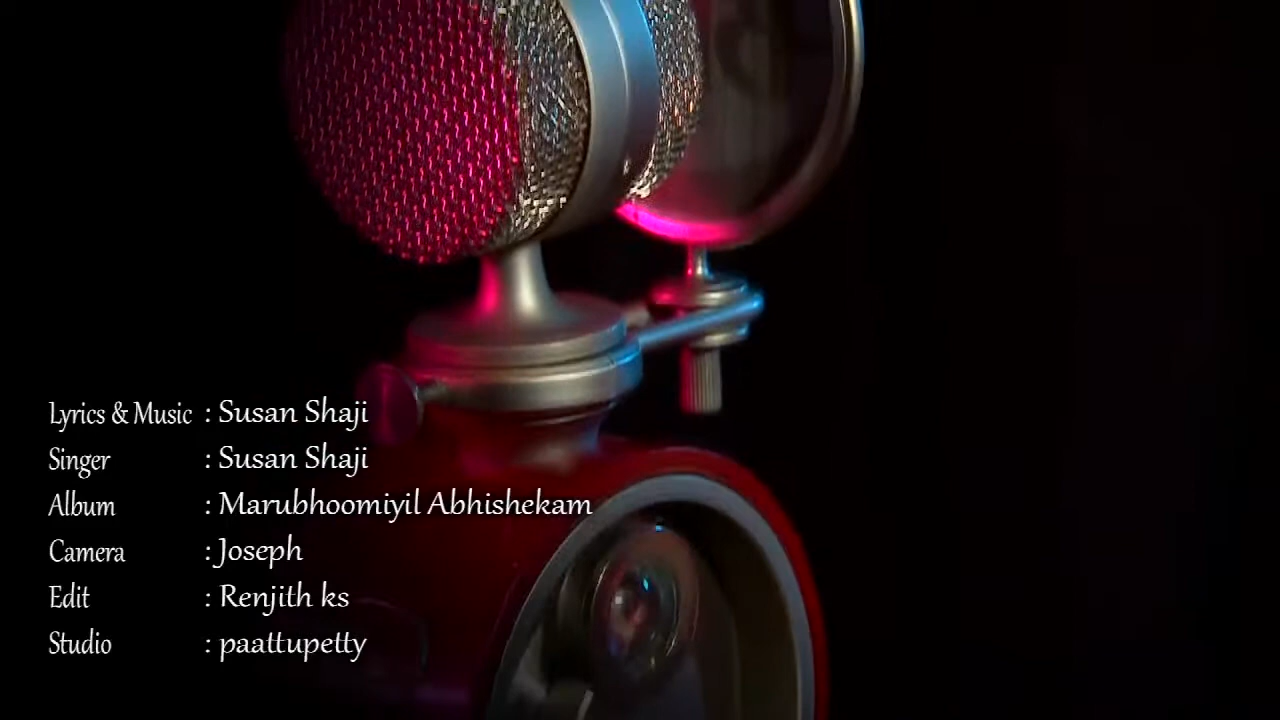 Lyrics & Music : Susan Shaji
Singer : Susan Shaji
Album : Marubhoomiyil Abhishekam
Camera : Joseph
Edit : Renjith ks
Studio : paattupetty